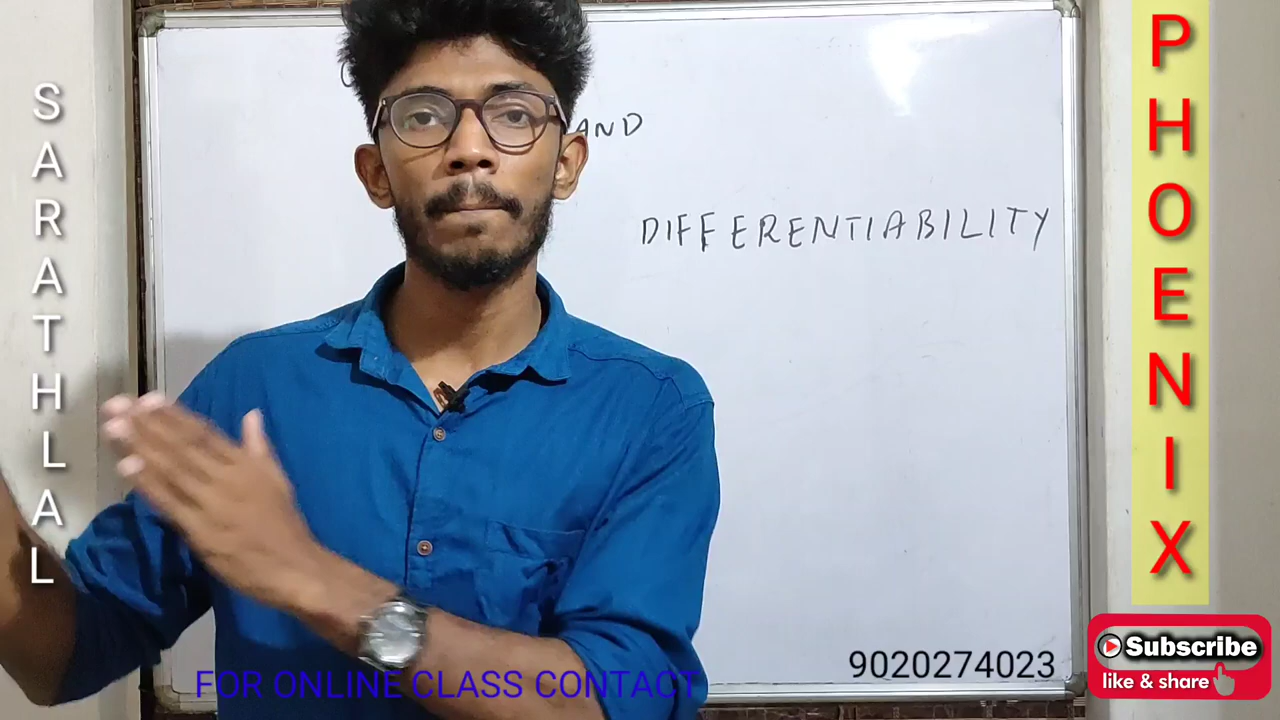 SARATHLAL
AND
DIFFERENTIABILITY
PHOENIX
FOR ONLINE CLASS CONTACT
9020274023
Subscribe
like & share